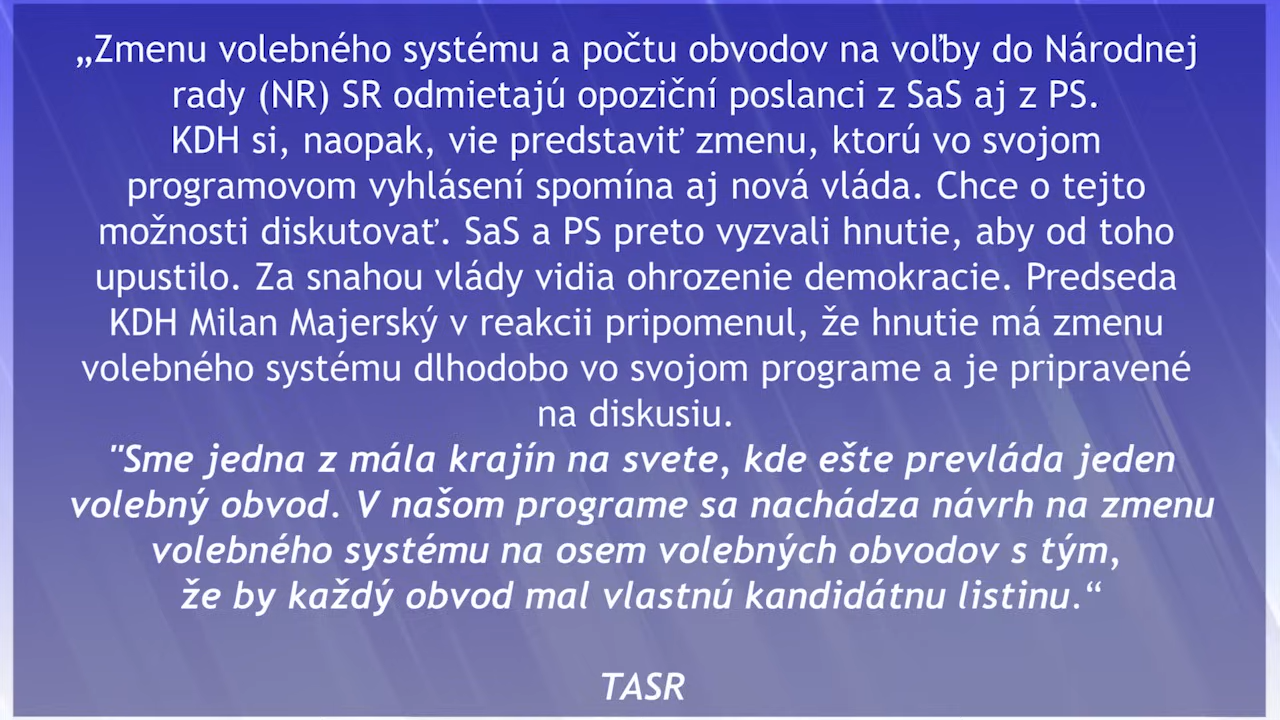 „Zmenu volebného systému a počtu obvodov na voľby do Národnej
rady (NR) SR odmietajú opoziční poslanci z SaS aj z PS.
KDH si, naopak, vie predstaviť zmenu, ktorú vo svojom
programovom vyhlásení spomína aj nová vláda. Chce o tejto
možnosti diskutovať. SaS a PS preto vyzvali hnutie, aby od toho
upustilo. Za snahou vlády vidia ohrozenie demokracie. Predseda
KDH Milan Majerský v reakcii pripomenul, že hnutie má zmenu
volebného systému dlhodobo vo svojom programe a je pripravené
na diskusiu.
"Sme jedna z mála krajín na svete, kde ešte prevláda jeden
volebný obvod. V našom programe sa nachádza návrh na zmenu
volebného systému na osem volebných obvodov s tým,
že by každý obvod mal vlastnú kandidátnu listinu.“
TASR